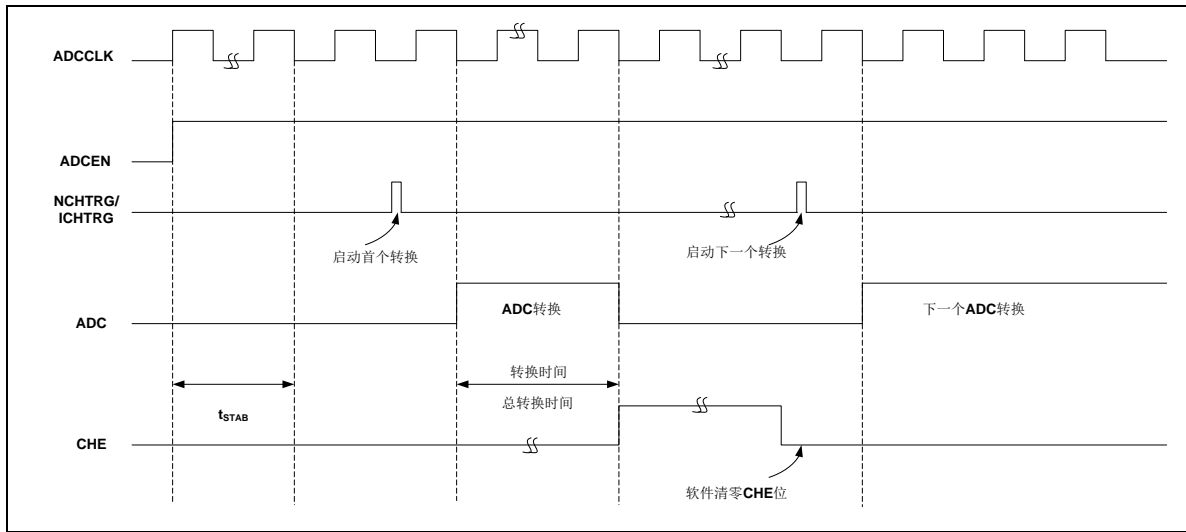 ADCCLK
ADCEN
NCHTRG/
ICHTRG
启动首个转换
启动下一个转换
ADC
ADC转换
下一个ADC转换
转换时间
总转换时间
tSTAB
CHE
软件清零CHE位